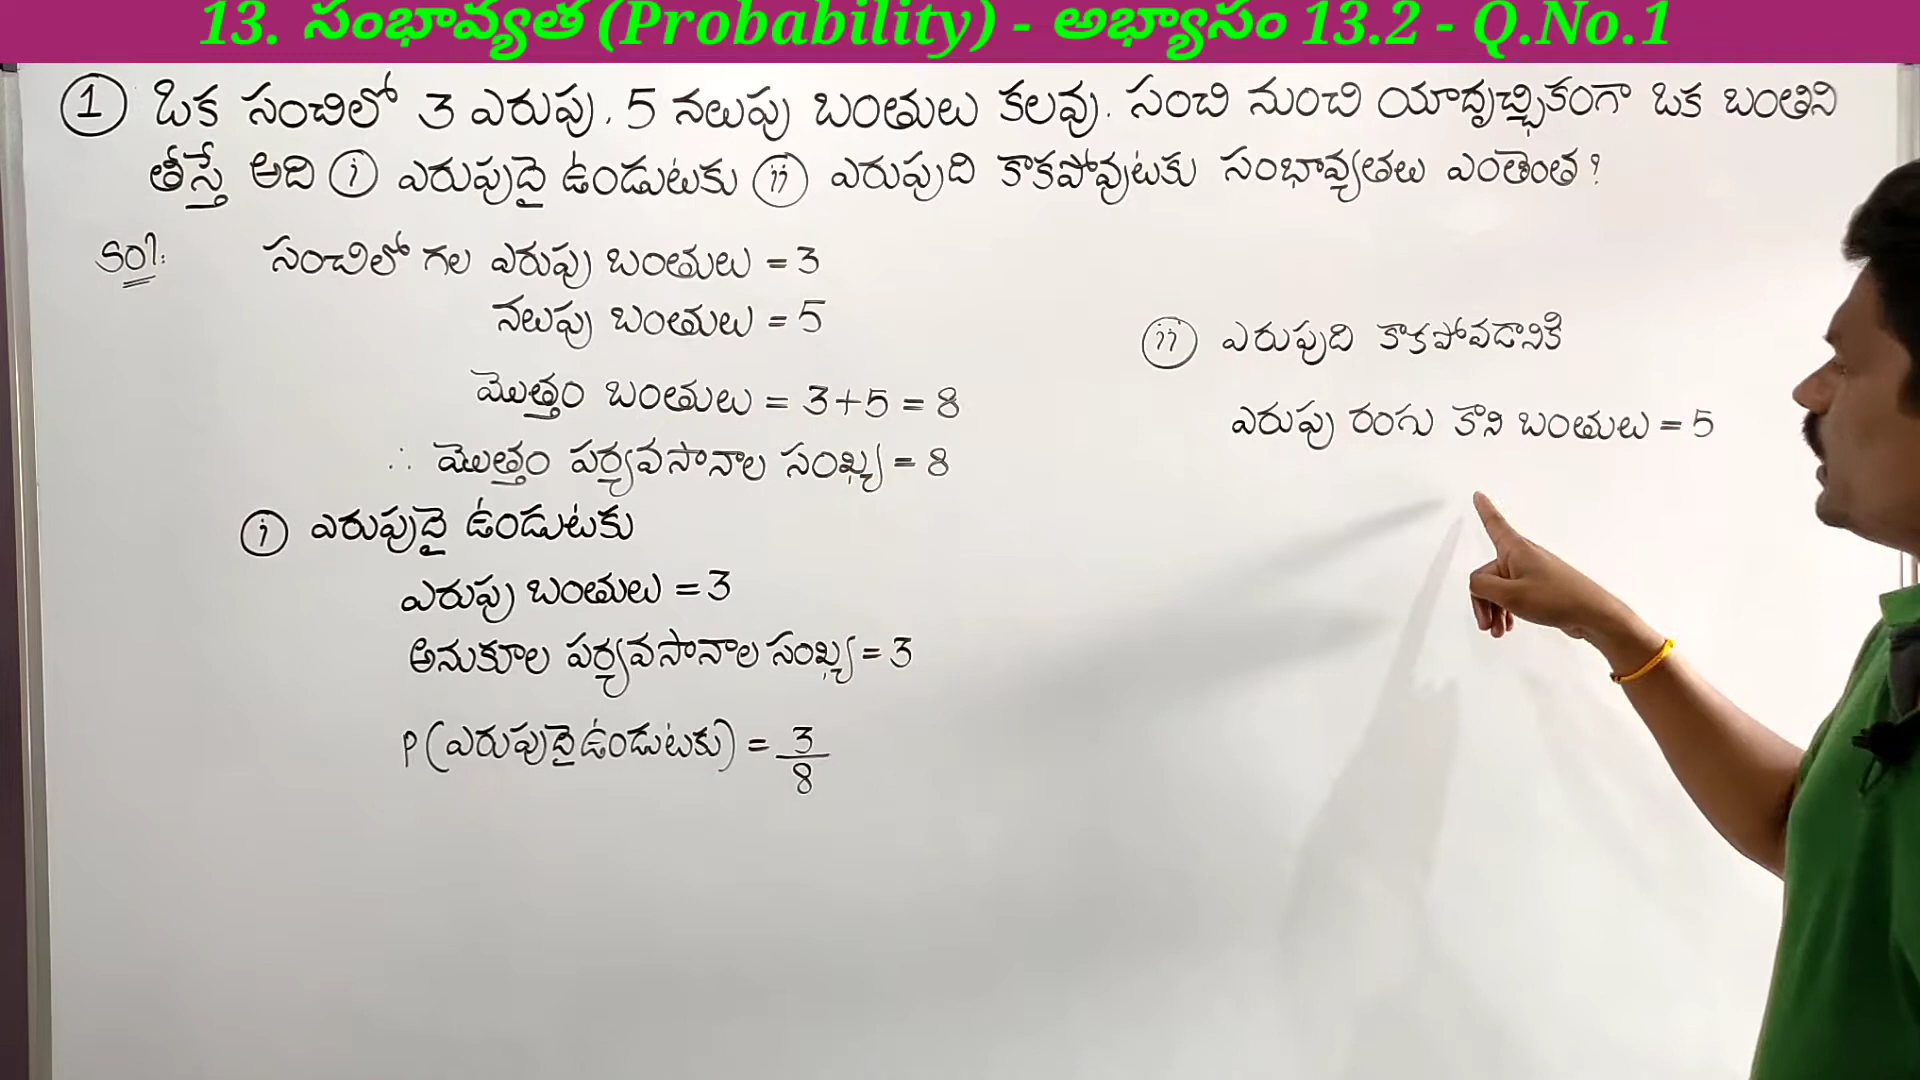 13. సంభావ్యత (Probability) - అభ్యాసం 13.2 - Q.No.1
① ఒక సంచిలో 3 ఎరుపు, 5 నలుపు బంతులు కలవు. సంచి నుంచి యాదృచ్ఛికంగా ఒక బంతిని
తీస్తే అది ⓘ ఎరుపుదై ఉండుటకు ⓘⓘ ఎరుపుది కాకపోవుటకు సంభావ్యతలు ఎంతెంత?
Sol:
సంచిలో గల ఎరుపు బంతులు = 3
నలుపు బంతులు = 5
మొత్తం బంతులు = 3+5 = 8
∴ మొత్తం పర్యవసానాల సంఖ్య = 8
ⓘ ఎరుపుదై ఉండుటకు
ఎరుపు బంతులు = 3
అనుకూల పర్యవసానాల సంఖ్య = 3
P(ఎరుపుదై ఉండుటకు) = 3/8
ⓘⓘ ఎరుపుది కాకపోవడానికి
ఎరుపు రంగు కాని బంతులు = 5